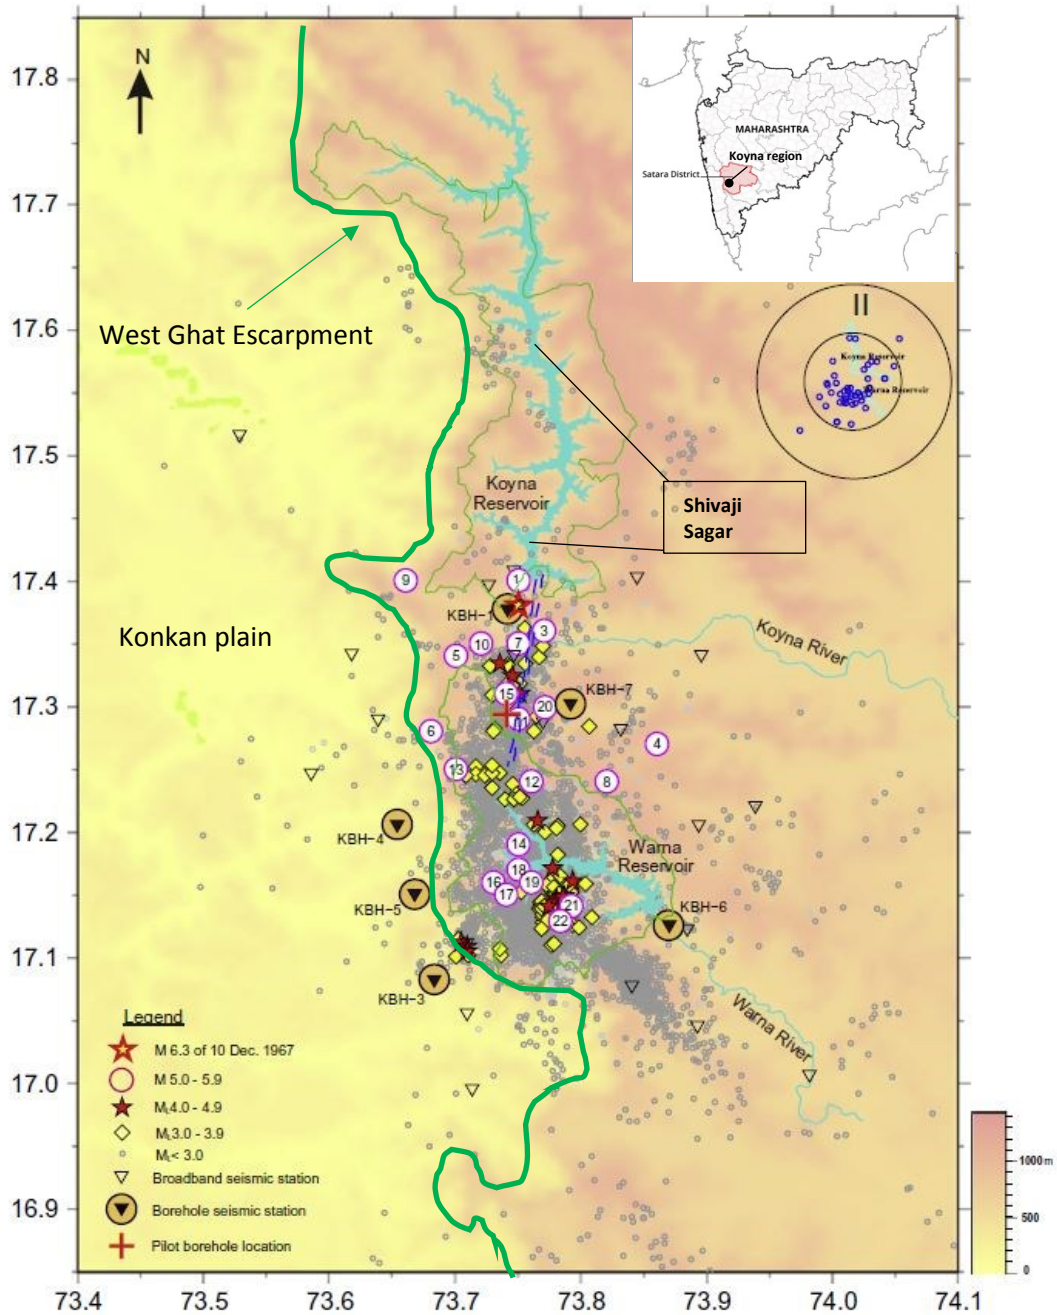 17.8
17.7
17.6
17.5
17.4
17.3
17.2
17.1
17.0
16.9
73.4
73.5
73.6
73.7
73.8
73.9
74.0
74.1
N
MAHARASHTRA
Koyna region
Satara District
II
Koyna Reservoir
Warna Reservoir
West Ghat Escarpment
Koyna
Reservoir
Shivaji
Sagar
Konkan plain
Koyna River
Warna
Reservoir
Warna River
KBH-1
KBH-7
KBH-4
KBH-5
KBH-6
KBH-3
1
9
3
10
7
5
15
20
11
6
4
13
12
8
14
18
16
19
17
21
22
Legend
M 6.3 of 10 Dec. 1967
M 5.0 - 5.9
ML4.0 - 4.9
ML3.0 - 3.9
ML< 3.0
Broadband seismic station
Borehole seismic station
Pilot borehole location
1000 m
500
0